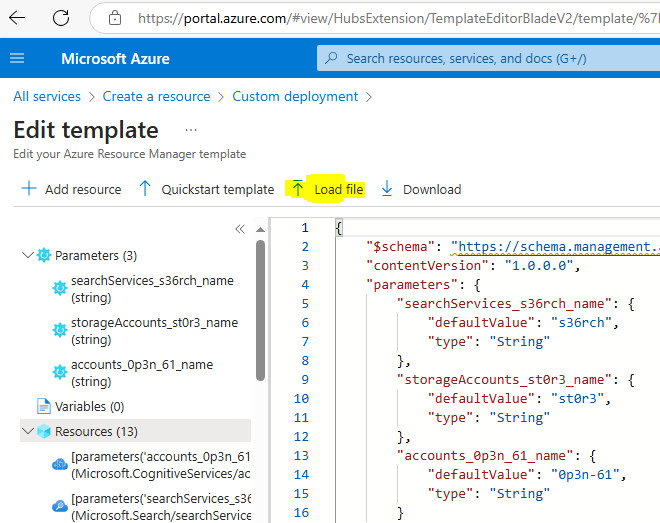 https://portal.azure.com/#view/HubsExtension/TemplateEditorBladeV2/template/%7
Microsoft Azure
Search resources, services, and docs (G+/)
All services > Create a resource > Custom deployment >
Edit template ...
Edit your Azure Resource Manager template
Add resource
Quickstart template
Load file
Download
Parameters (3)
searchServices_s36rch_name
(string)
storageAccounts_st0r3_name
(string)
accounts_0p3n_61_name
(string)
Variables (0)
Resources (13)
[parameters('accounts_0p3n_61
(Microsoft.CognitiveServices/ac
[parameters('searchServices_s36
(Microsoft.Search/searchService
1 {
2 "$schema": "https://schema.management.
3 "contentVersion": "1.0.0.0",
4 "parameters": {
5 "searchServices_s36rch_name": {
6 "defaultValue": "s36rch",
7 "type": "String"
8 },
9 "storageAccounts_st0r3_name": {
10 "defaultValue": "st0r3",
11 "type": "String"
12 },
13 "accounts_0p3n_61_name": {
14 "defaultValue": "0p3n-61",
15 "type": "String"
16 }